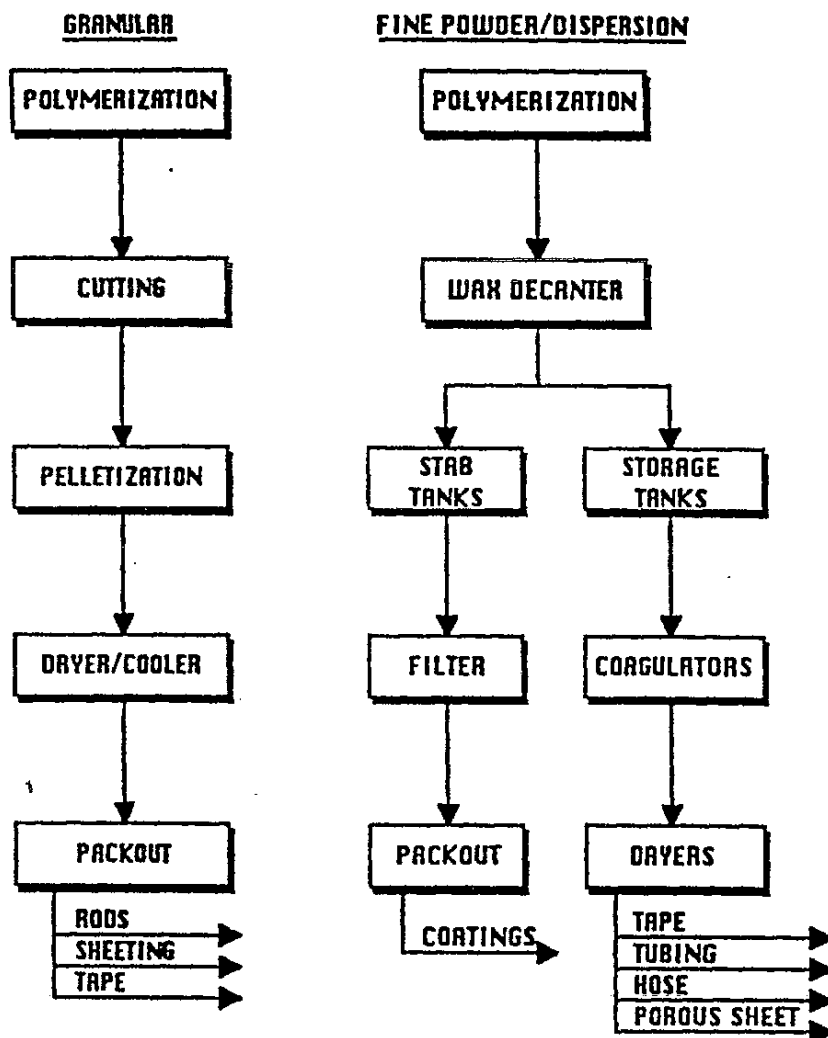 GRANULAR
POLYMERIZATION
CUTTING
PELLETIZATION
DRYER/COOLER
PACKOUT
RODS
SHEETING
TAPE
FINE POWDER/DISPERSION
POLYMERIZATION
WAX DECANTER
STAB
TANKS
FILTER
PACKOUT
COATINGS
STORAGE
TANKS
COAGULATORS
DRYERS
TAPE
TUBING
HOSE
POROUS SHEET